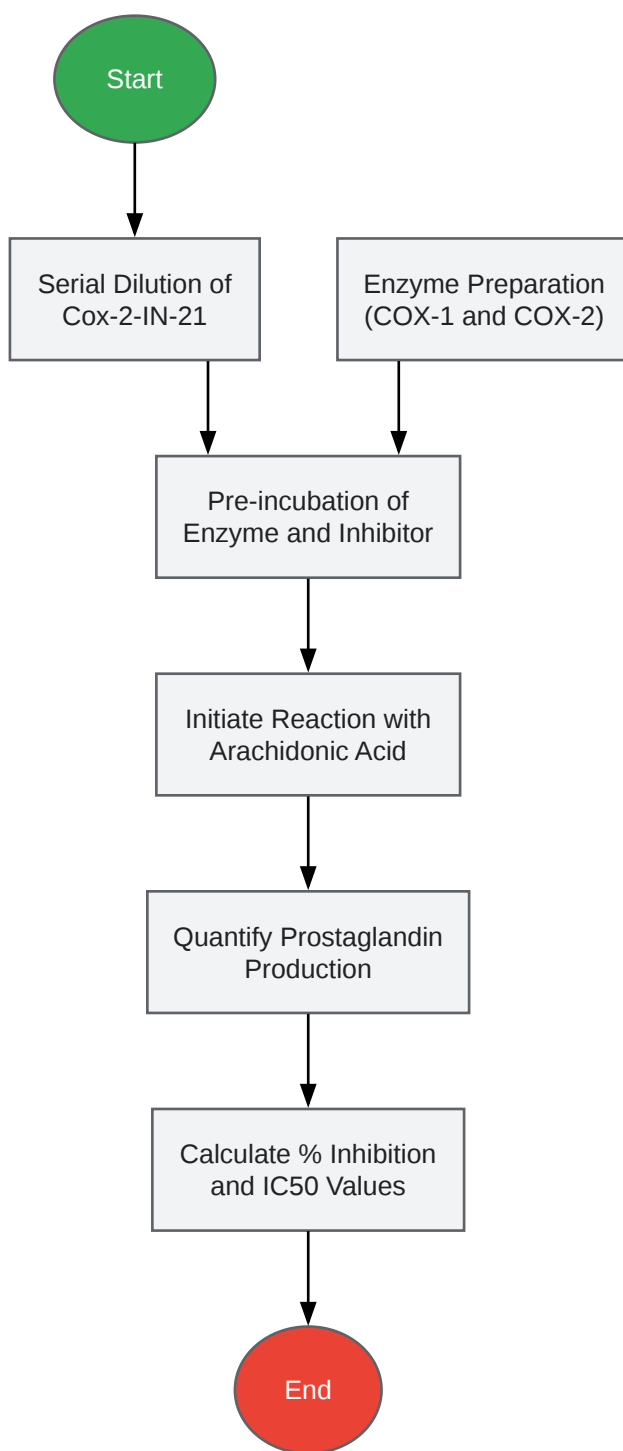 Start
Serial Dilution of
Cox-2-IN-21
Enzyme Preparation
(COX-1 and COX-2)
Pre-incubation of
Enzyme and Inhibitor
Initiate Reaction with
Arachidonic Acid
Quantify Prostaglandin
Production
Calculate % Inhibition
and IC50 Values
End